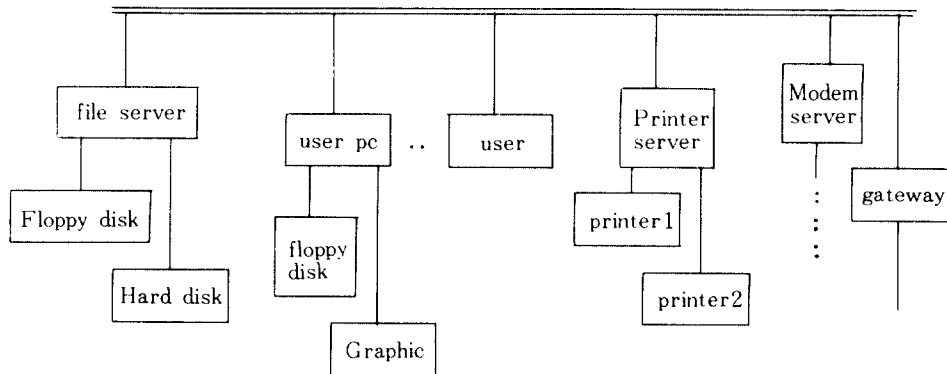 file server
Floppy disk
Hard disk
user pc
..
user
floppy
disk
Graphic
Printer
server
printer1
printer2
Modem
server
gateway